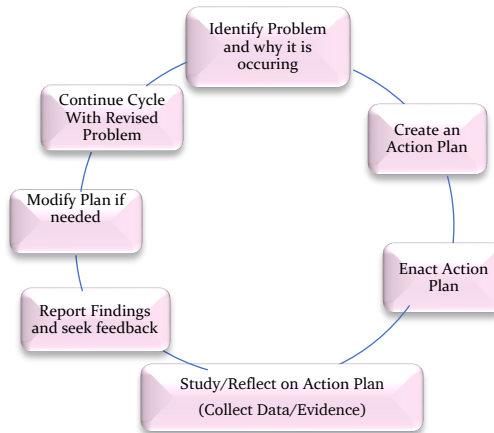 Identify Problem
and why it is
occuring
Create an
Action Plan
Enact Action
Plan
Study/Reflect on Action Plan
(Collect Data/Evidence)
Report Findings
and seek feedback
Modify Plan if
needed
Continue Cycle
With Revised
Problem